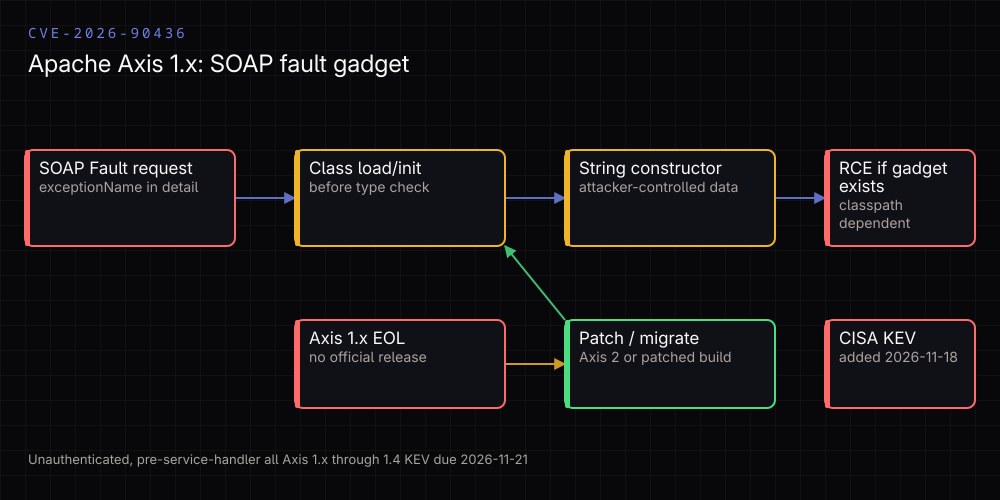 CVE-2026-90436
Apache Axis 1.x: SOAP fault gadget
SOAP Fault request
exceptionName in detail
Class load/init
before type check
String constructor
attacker-controlled data
RCE if gadget
exists
classpath
dependent
Axis 1.x EOL
no official release
Patch / migrate
Axis 2 or patched build
CISA KEV
added 2026-11-18
Unauthenticated, pre-service-handler all Axis 1.x through 1.4 KEV due 2026-11-21